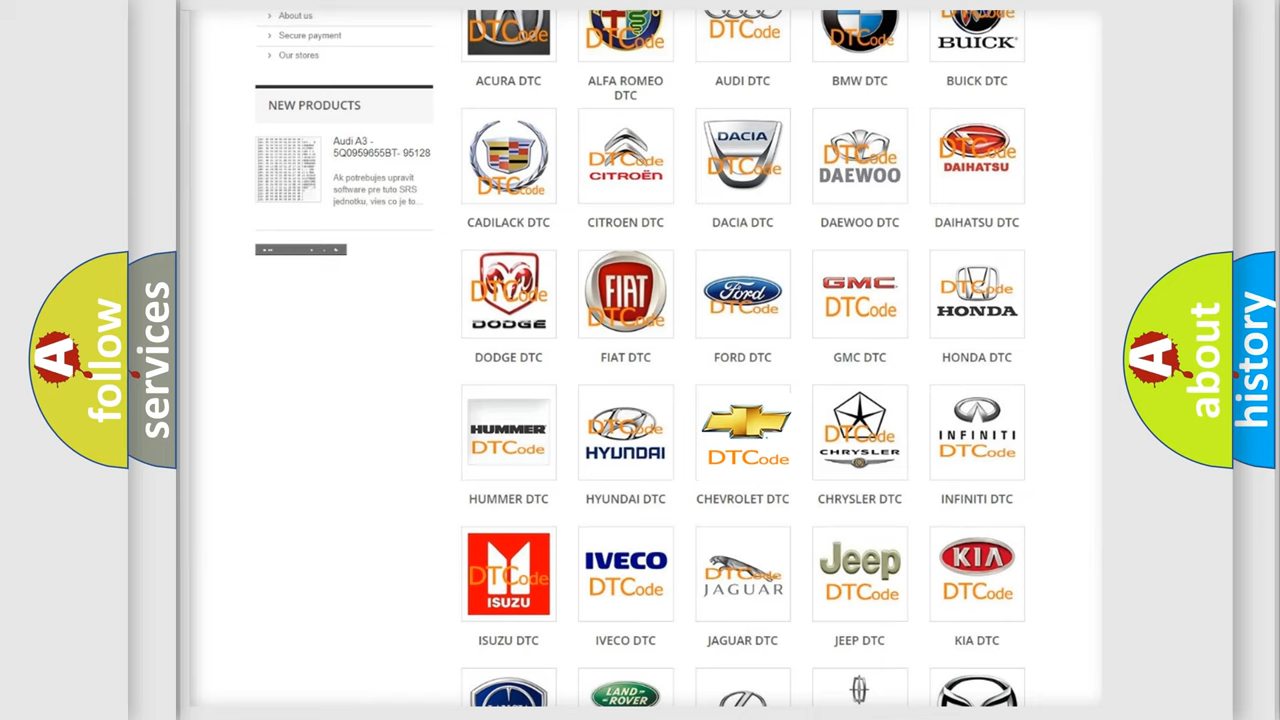 About us
Secure payment
Our stores
NEW PRODUCTS
Audi A3 -
5Q0959655BT- 95128
Ak potrebujes upravit
software pre tuto SRS
jednotku, vies co je to...
DTCode DTCode DTCode DTCode BUICK
ACURA DTC ALFA ROMEO DTC AUDI DTC BMW DTC BUICK DTC
DTCode
DTCode CITROËN
DACIA DTCode
DTCode DAEWOO
DTCode DAIHATSU
CADILACK DTC CITROEN DTC DACIA DTC DAEWOO DTC DAIHATSU DTC
DTCode DODGE
FIAT DTCode
Ford DTCode
GMC DTCode
DTCode HONDA
DODGE DTC FIAT DTC FORD DTC GMC DTC HONDA DTC
HUMMER DTCode
DTCode HYUNDAI
DTCode
DTCode CHRYSLER
INFINITI DTCode
HUMMER DTC HYUNDAI DTC CHEVROLET DTC CHRYSLER DTC INFINITI DTC
DTCode ISUZU
IVECO DTCode
DTCode JAGUAR
Jeep DTCode
KIA DTCode
ISUZU DTC IVECO DTC JAGUAR DTC JEEP DTC KIA DTC
LAND-
ROVER
A follow
services
A about
history